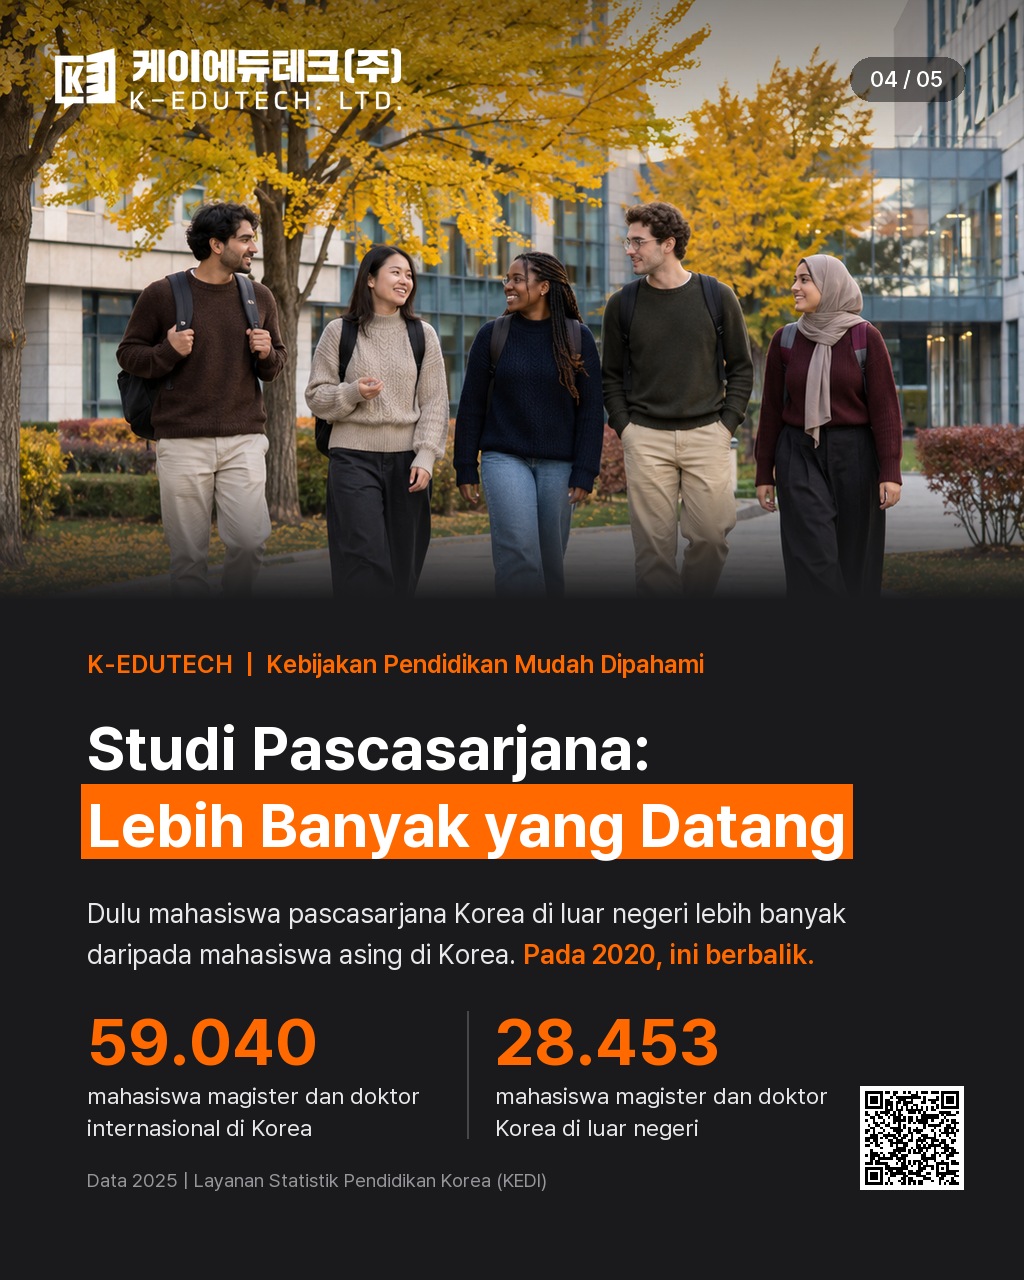 케이에듀테크(주)
K-EDUTECH. LTD.
04 / 05
K-EDUTECH | Kebijakan Pendidikan Mudah Dipahami
Studi Pascasarjana:
Lebih Banyak yang Datang
Dulu mahasiswa pascasarjana Korea di luar negeri lebih banyak
daripada mahasiswa asing di Korea. Pada 2020, ini berbalik.
59.040
mahasiswa magister dan doktor
internasional di Korea
28.453
mahasiswa magister dan doktor
Korea di luar negeri
Data 2025 | Layanan Statistik Pendidikan Korea (KEDI)